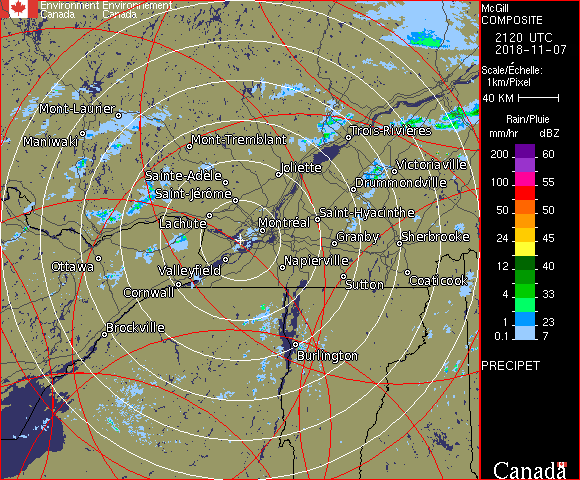 Environment Environnement
Canada Canada
Mont-Laurier
Maniwaki
Mont-Tremblant
Trois-Rivières
Sainte-Adèle
Joliette
Victoriaville
Saint-Jérôme
Drummondville
Lachute
Montréal
Saint-Hyacinthe
Granby
Sherbrooke
Ottawa
Valleyfield
Napierville
Cornwall
Sutton
Coaticook
Brockville
Burlington
McGill
COMPOSITE
2120 UTC
2018-11-07
Scale/Échelle:
1km/Pixel
40 KM
Rain/Pluie
mm/hr dBZ
200 60
150 57
100 55
50 50
24 45
12 40
4 33
1 23
0.1 7
PRECIPET
Canada